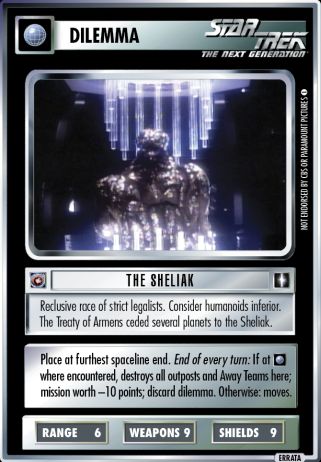 DILEMMA
STAR TREK
THE NEXT GENERATION
NOT ENDORSED BY CBS OR PARAMOUNT PICTURES
THE SHELIAK
Reclusive race of strict legalists. Consider humanoids inferior.
The Treaty of Armens ceded several planets to the Sheliak.
Place at furthest spaceline end. End of every turn: If at
where encountered, destroys all outposts and Away Teams here;
mission worth –10 points; discard dilemma. Otherwise: moves.
RANGE 6 WEAPONS 9 SHIELDS 9
ERRATA